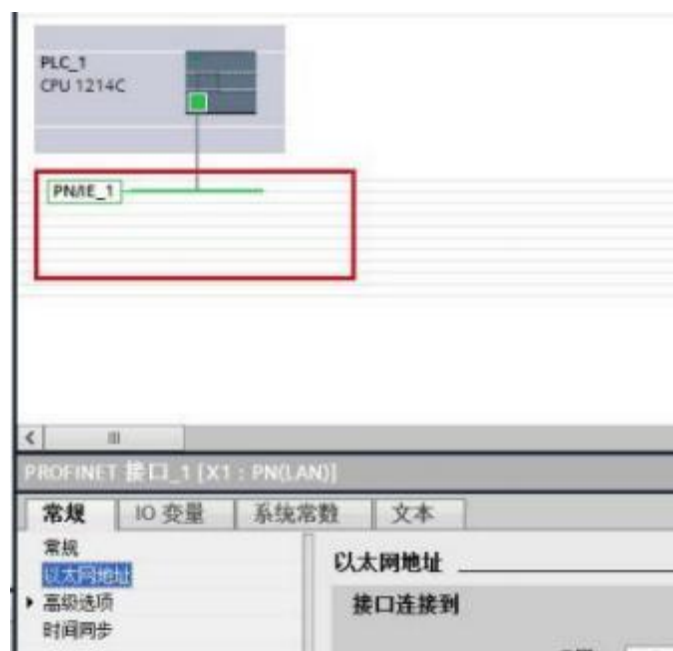 PLC_1
CPU 1214C
PN/IE_1
PROFINET 接口_1 [X1 : PN(LAN)]
常规 IO 变量 系统常数 文本
常规
以太网地址
高级选项
时间同步
以太网地址
接口连接到